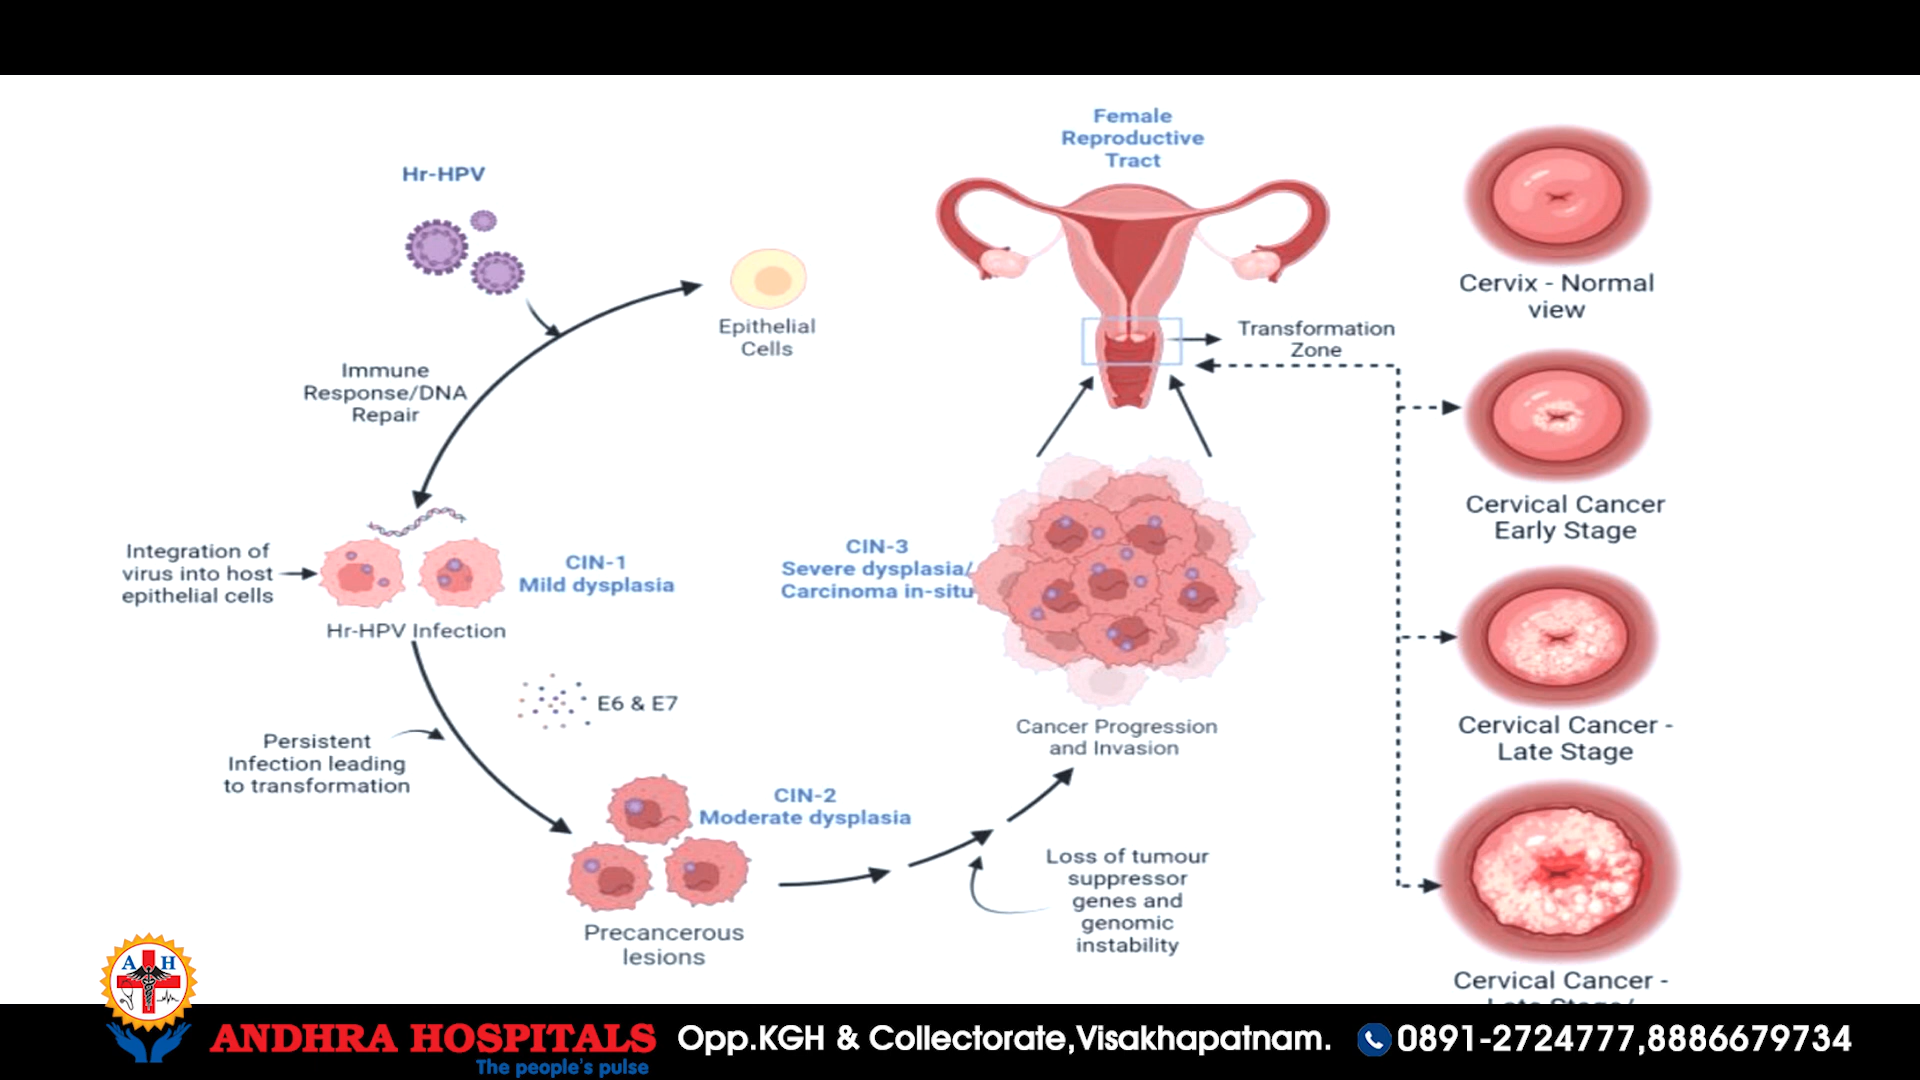 Female
Reproductive
Tract
Hr-HPV
Cervix - Normal
view
Epithelial
Cells
Transformation
Zone
Immune
Response/DNA
Repair
Cervical Cancer
Early Stage
Integration of
virus into host
epithelial cells
CIN-1
Mild dysplasia
CIN-3
Severe dysplasia/
Carcinoma in-situ
Hr-HPV Infection
E6 & E7
Cancer Progression
and Invasion
Cervical Cancer -
Late Stage
Persistent
Infection leading
to transformation
CIN-2
Moderate dysplasia
Loss of tumour
suppressor
genes and
genomic
instability
Precancerous
lesions
Cervical Cancer -
Late Stage/
A H
ANDHRA HOSPITALS
The people's pulse
Opp.KGH & Collectorate,Visakhapatnam.
0891-2724777,8886679734